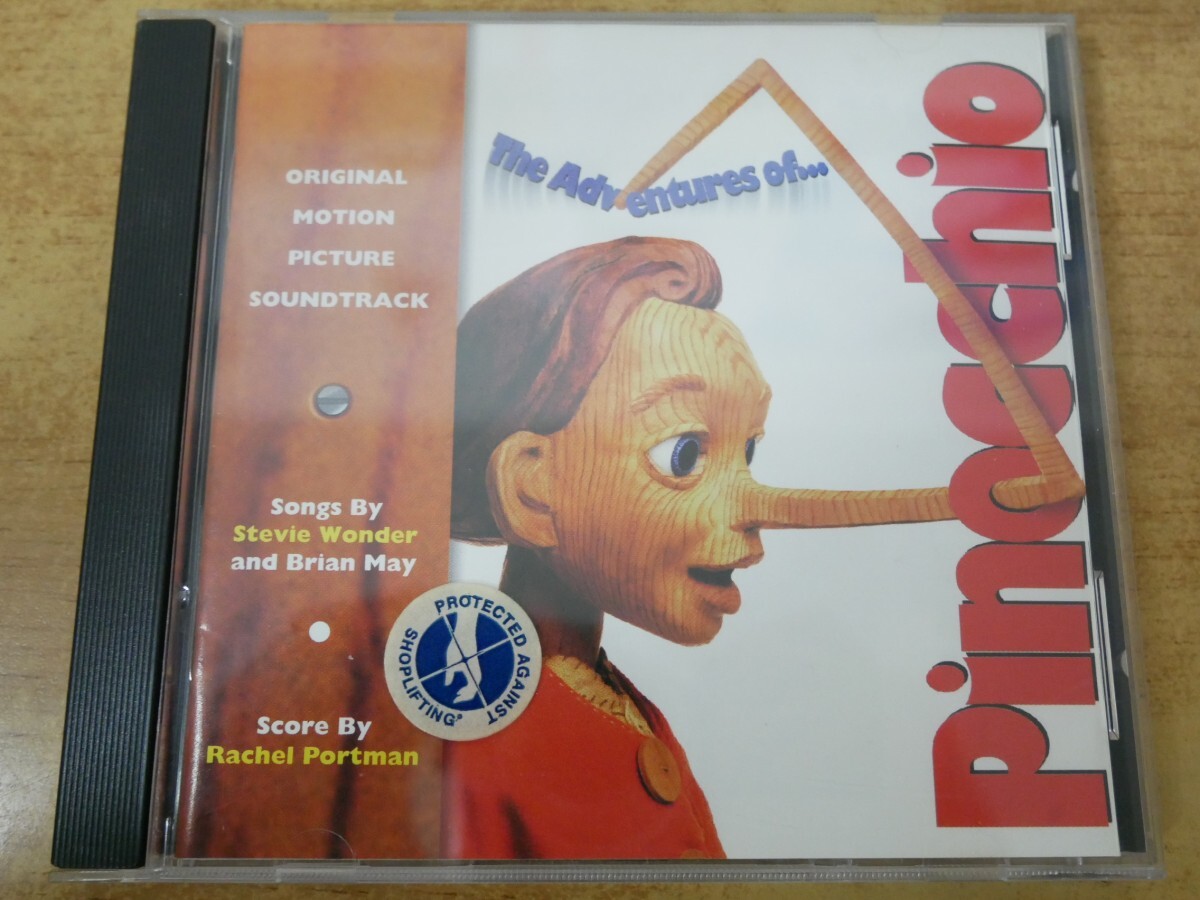 ORIGINAL
MOTION
PICTURE
SOUNDTRACK
Songs By
Stevie Wonder
and Brian May
Score By
Rachel Portman
The Adventures of...
Pinocchio
PROTECTED AGAINST
SHOPLIFTING®